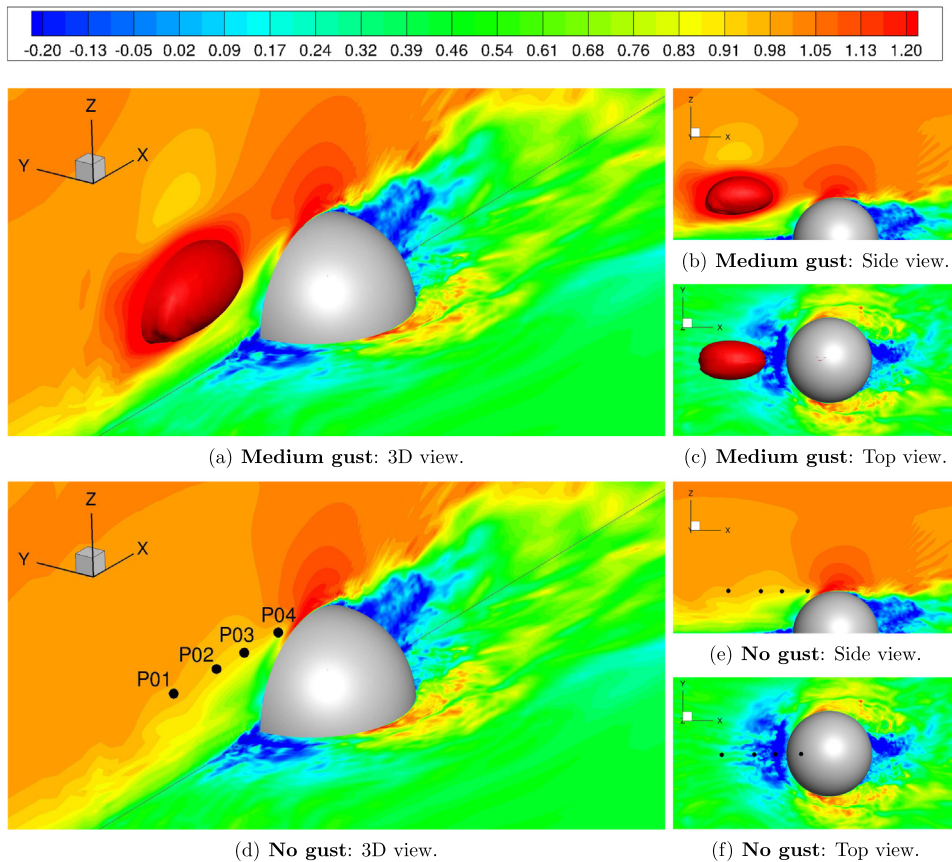 -0.20 -0.13 -0.05 0.02 0.09 0.17 0.24 0.32 0.39 0.46 0.54 0.61 0.68 0.76 0.83 0.91 0.98 1.05 1.13 1.20
Z
Y
X
(a) Medium gust: 3D view.
Z
X
(b) Medium gust: Side view.
Y
X
(c) Medium gust: Top view.
Z
Y
X
P04
P03
P02
P01
(d) No gust: 3D view.
Z
X
(e) No gust: Side view.
Y
X
(f) No gust: Top view.